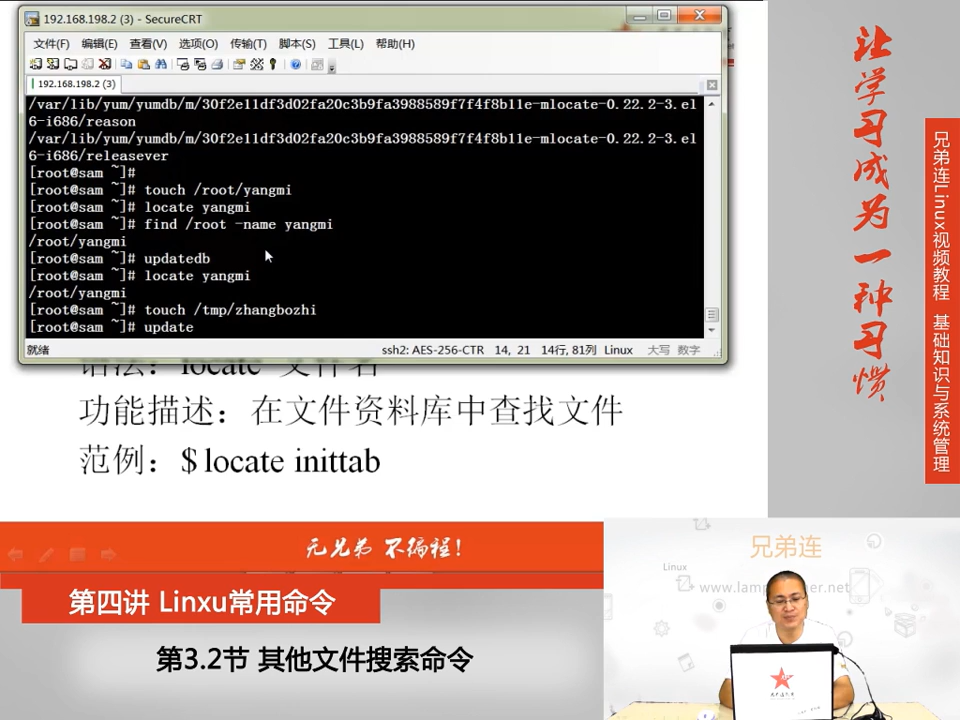 192.168.198.2 (3) - SecureCRT
文件(F) 编辑(E) 查看(V) 选项(O) 传输(T) 脚本(S) 工具(L) 帮助(H)
192.168.198.2 (3)
/var/lib/yum/yumdb/m/30f2e11df3d02fa20c3b9fa3988589f7f4f8b11e-mlocate-0.22.2-3.el
6-i686/reason
/var/lib/yum/yumdb/m/30f2e11df3d02fa20c3b9fa3988589f7f4f8b11e-mlocate-0.22.2-3.el
6-i686/releasever
[root@sam ~]#
[root@sam ~]# touch /root/yangmi
[root@sam ~]# locate yangmi
[root@sam ~]# find /root -name yangmi
/root/yangmi
[root@sam ~]# updatedb
[root@sam ~]# locate yangmi
/root/yangmi
[root@sam ~]# touch /tmp/zhangbozhi
[root@sam ~]# update
就绪 ssh2: AES-256-CTR 14, 21 14行, 81列 Linux 大写 数字
语法：locate 文件名
功能描述：在文件资料库中查找文件
范例：$ locate inittab
让学习成为一种习惯
兄弟连Linux视频教程 基础知识与系统管理
无兄弟 不编程!
第四讲 Linxu常用命令
第3.2节 其他文件搜索命令
兄弟连
Linux